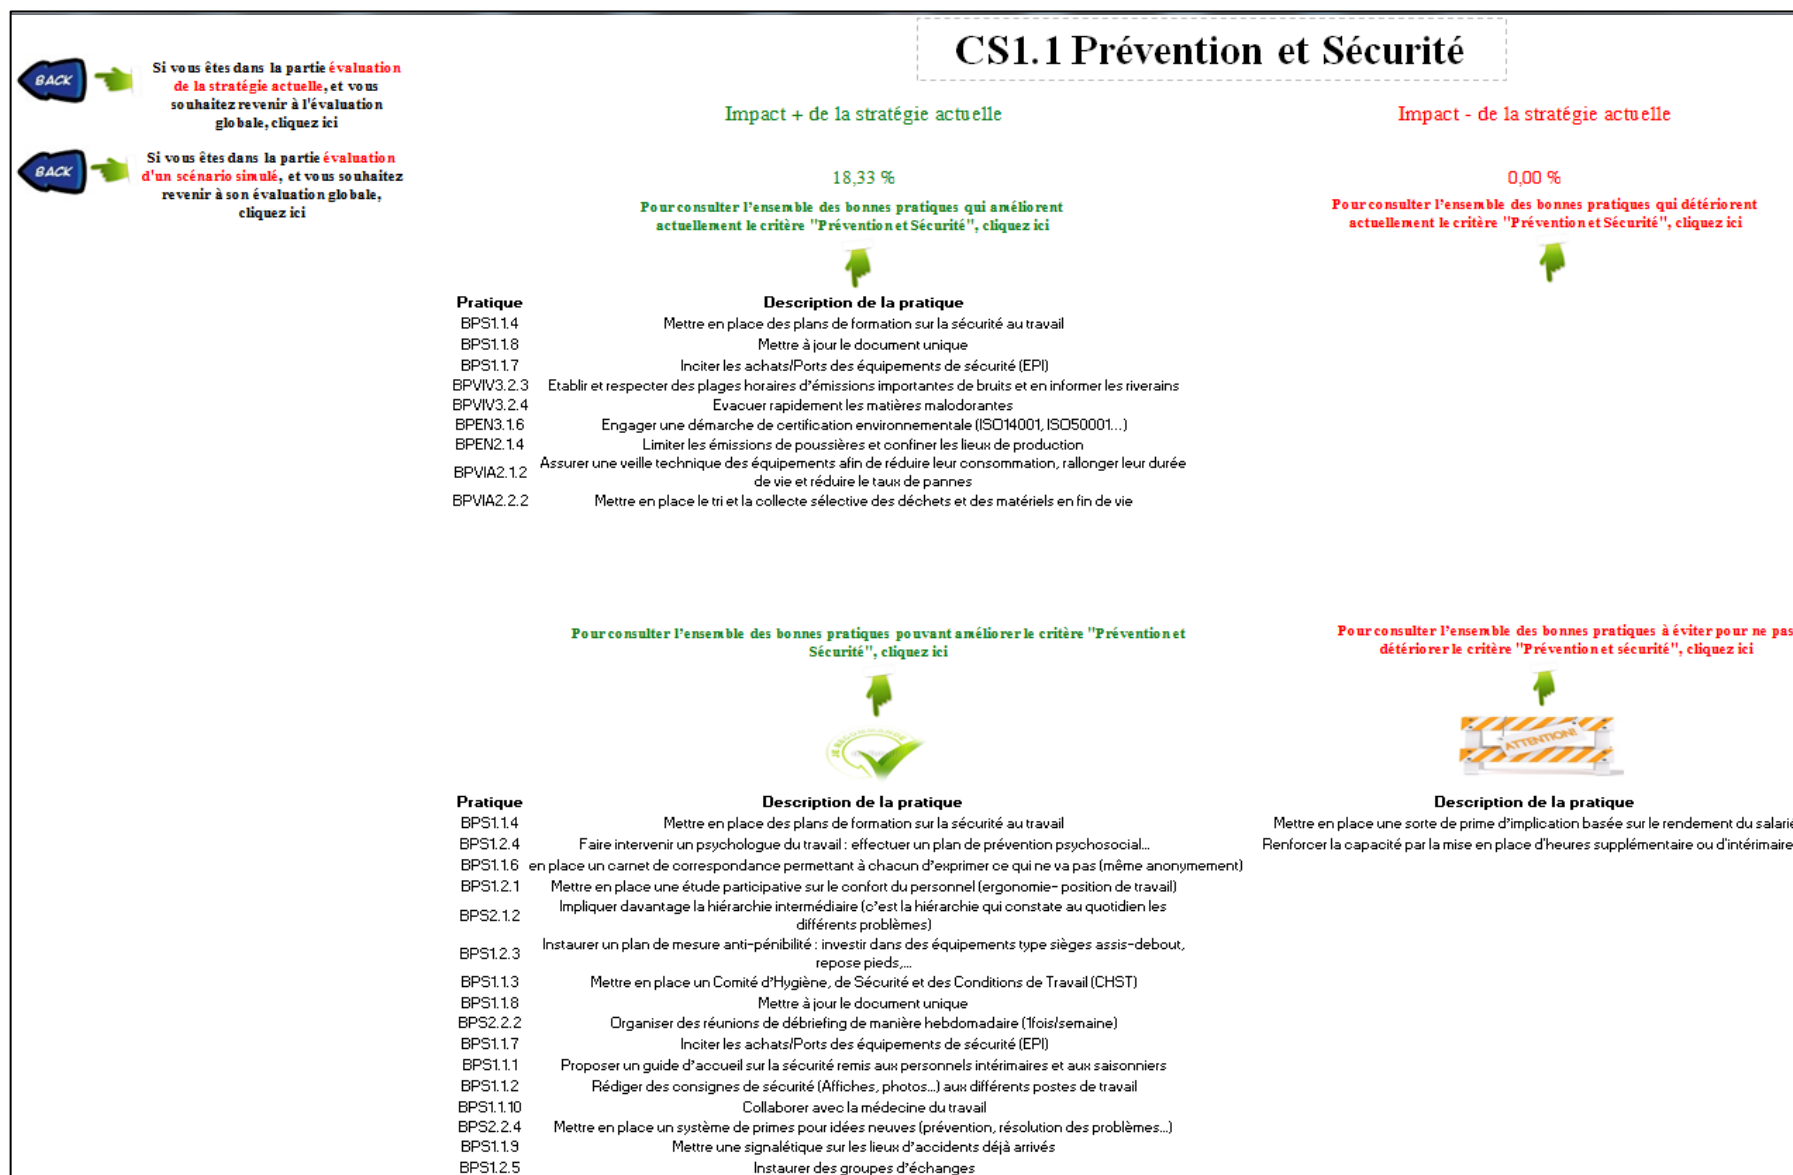 CS1.1 Prévention et Sécurité
BACK
Si vous êtes dans la partie évaluation
de la stratégie actuelle, et vous
souhaitez revenir à l'évaluation
globale, cliquez ici
BACK
Si vous êtes dans la partie évaluation
d'un scénario simulé, et vous souhaitez
revenir à son évaluation globale,
cliquez ici
Impact + de la stratégie actuelle
18,33 %
Pour consulter l'ensemble des bonnes pratiques qui améliorent
actuellement le critère "Prévention et Sécurité", cliquez ici
Impact - de la stratégie actuelle
0,00 %
Pour consulter l'ensemble des bonnes pratiques qui détériorent
actuellement le critère "Prévention et Sécurité", cliquez ici
Pratique Description de la pratique
BPS1.1.4 Mettre en place des plans de formation sur la sécurité au travail
BPS1.1.8 Mettre à jour le document unique
BPS1.1.7 Inciter les achats/Ports des équipements de sécurité (EPI)
BPVIV3.2.3 Etablir et respecter des plages horaires d'émissions importantes de bruits et en informer les riverains
BPVIV3.2.4 Evacuer rapidement les matières malodorantes
BPEN3.1.6 Engager une démarche de certification environnementale (ISO14001, ISO50001...)
BPEN2.1.4 Limiter les émissions de poussières et confiner les lieux de production
BPVIA2.1.2 Assurer une veille technique des équipements afin de réduire leur consommation, rallonger leur durée
de vie et réduire le taux de pannes
BPVIA2.2.2 Mettre en place le tri et la collecte sélective des déchets et des matériels en fin de vie
Pour consulter l'ensemble des bonnes pratiques pouvant améliorer le critère "Prévention et
Sécurité", cliquez ici
JE RECOMMANDE
Pratique Description de la pratique
BPS1.1.4 Mettre en place des plans de formation sur la sécurité au travail
BPS1.2.4 Faire intervenir un psychologue du travail : effectuer un plan de prévention psychosocial...
BPS1.1.6 en place un carnet de correspondance permettant à chacun d'exprimer ce qui ne va pas (même anonymement)
BPS1.2.1 Mettre en place une étude participative sur le confort du personnel (ergonomie- position de travail)
BPS2.1.2 Impliquer davantage la hiérarchie intermédiaire (c'est la hiérarchie qui constate au quotidien les
différents problèmes)
BPS1.2.3 Instaurer un plan de mesure anti-pénibilité : investir dans des équipements type sièges assis-debout,
repose pieds,...
BPS1.1.3 Mettre en place un Comité d'Hygiène, de Sécurité et des Conditions de Travail (CHST)
BPS1.1.8 Mettre à jour le document unique
BPS2.2.2 Organiser des réunions de débriefing de manière hebdomadaire (1fois/semaine)
BPS1.1.7 Inciter les achats/Ports des équipements de sécurité (EPI)
BPS1.1.1 Proposer un guide d'accueil sur la sécurité remis aux personnels intérimaires et aux saisonniers
BPS1.1.2 Rédiger des consignes de sécurité (Affiches, photos...) aux différents postes de travail
BPS1.1.10 Collaborer avec la médecine du travail
BPS2.2.4 Mettre en place un système de primes pour idées neuves (prévention, résolution des problèmes...)
BPS1.1.9 Mettre une signalétique sur les lieux d'accidents déjà arrivés
BPS1.2.5 Instaurer des groupes d'échanges
Pour consulter l'ensemble des bonnes pratiques à éviter pour ne pas
détériorer le critère "Prévention et sécurité", cliquez ici
ATTENTION!
Description de la pratique
Mettre en place une sorte de prime d'implication basée sur le rendement du salarié
Renforcer la capacité par la mise en place d'heures supplémentaire ou d'intérimaire